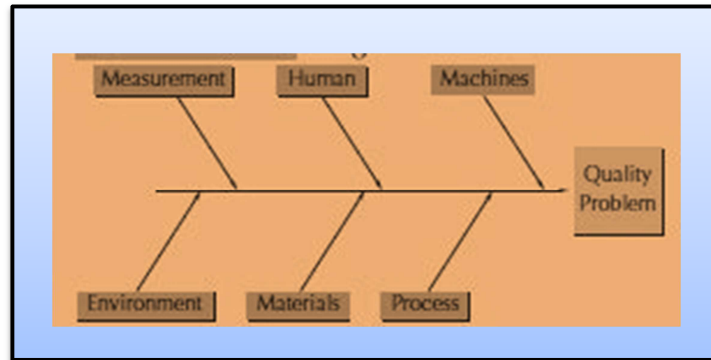 Measurement
Human
Machines
Quality
Problem
Environment
Materials
Process